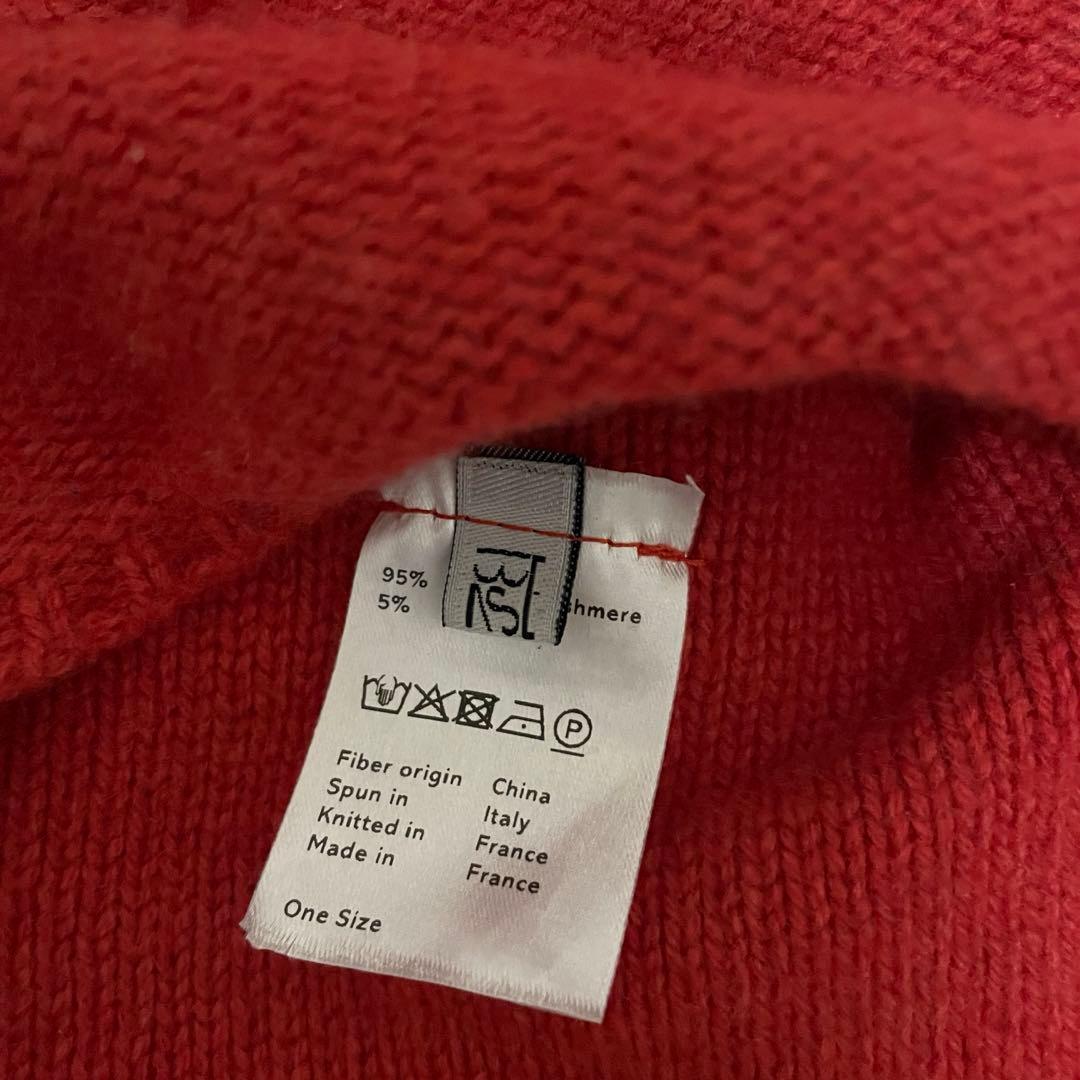 95%
5% hmere
P
Fiber origin China
Spun in Italy
Knitted in France
Made in France
One Size